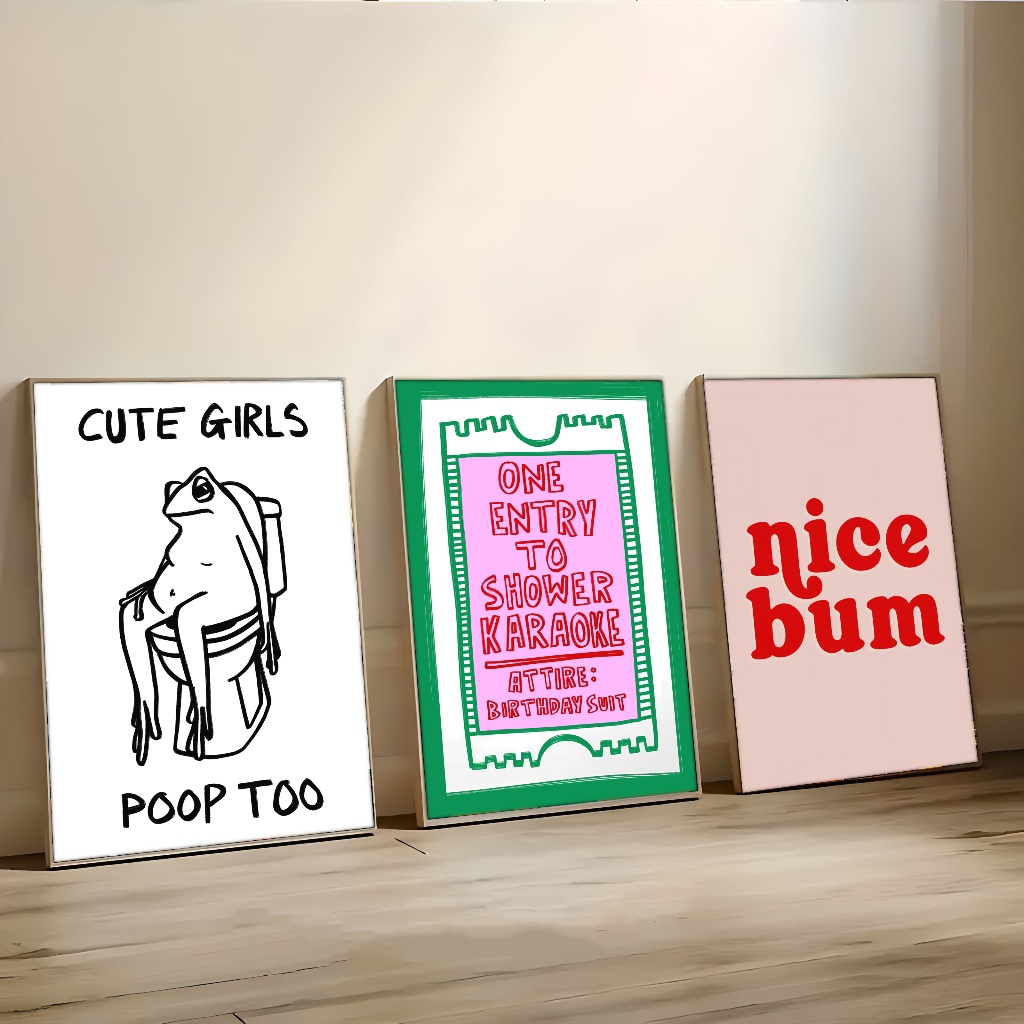 CUTE GIRLS
POOP TOO
ONE
ENTRY
TO
SHOWER
KARAOKE
ATTIRE:
BIRTHDAY SUIT
nice
bum